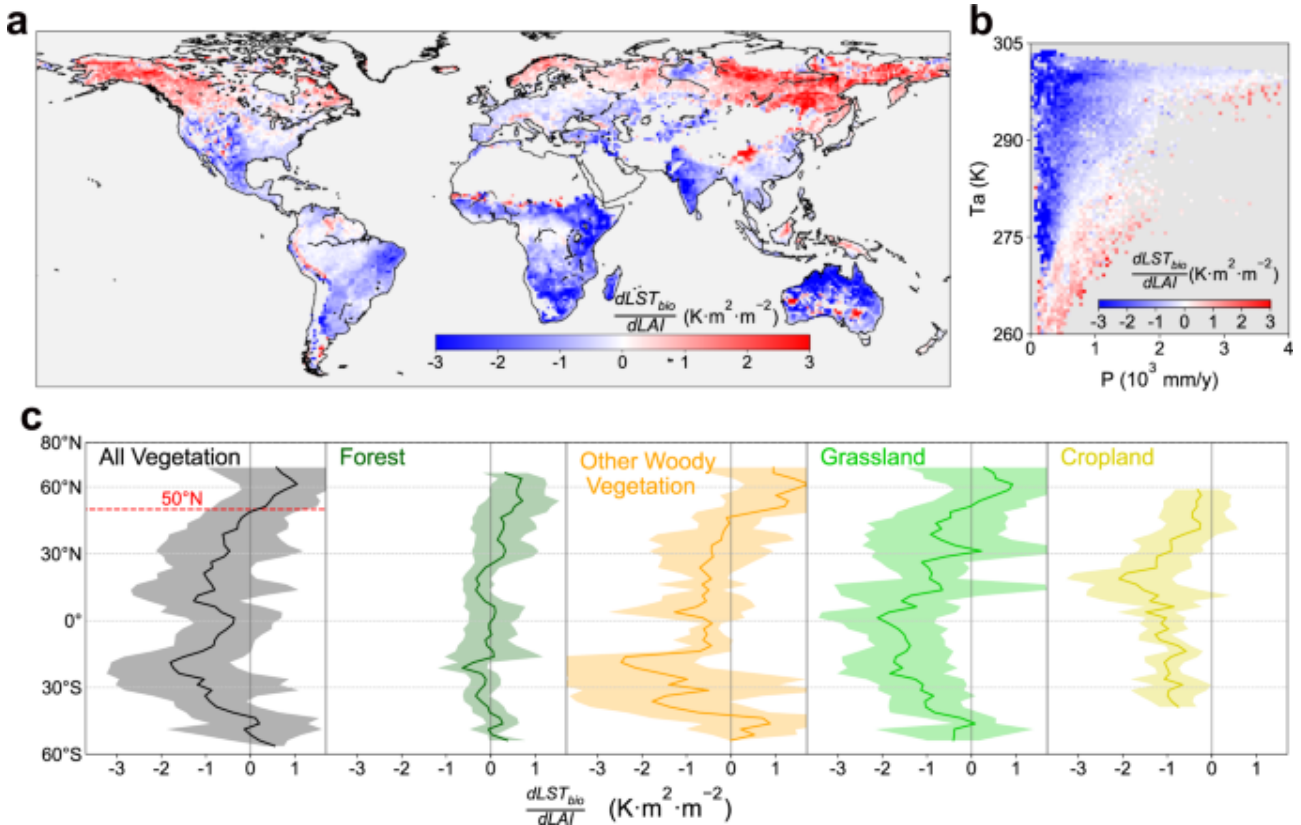 a
dLST_bio
dLAI
(K·m²·m⁻²)
-3 -2 -1 0 1 2 3
b
305
290
275
260
Ta (K)
dLST_bio
dLAI
(K·m²·m⁻²)
-3 -2 -1 0 1 2 3
0 1 2 3 4
P (10³ mm/y)
c
80°N
60°N
30°N
0°
30°S
60°S
All Vegetation
50°N
Forest
Other Woody
Vegetation
Grassland
Cropland
-3 -2 -1 0 1
-3 -2 -1 0 1
-3 -2 -1 0 1
-3 -2 -1 0 1
-3 -2 -1 0 1
dLST_bio
dLAI
(K·m²·m⁻²)